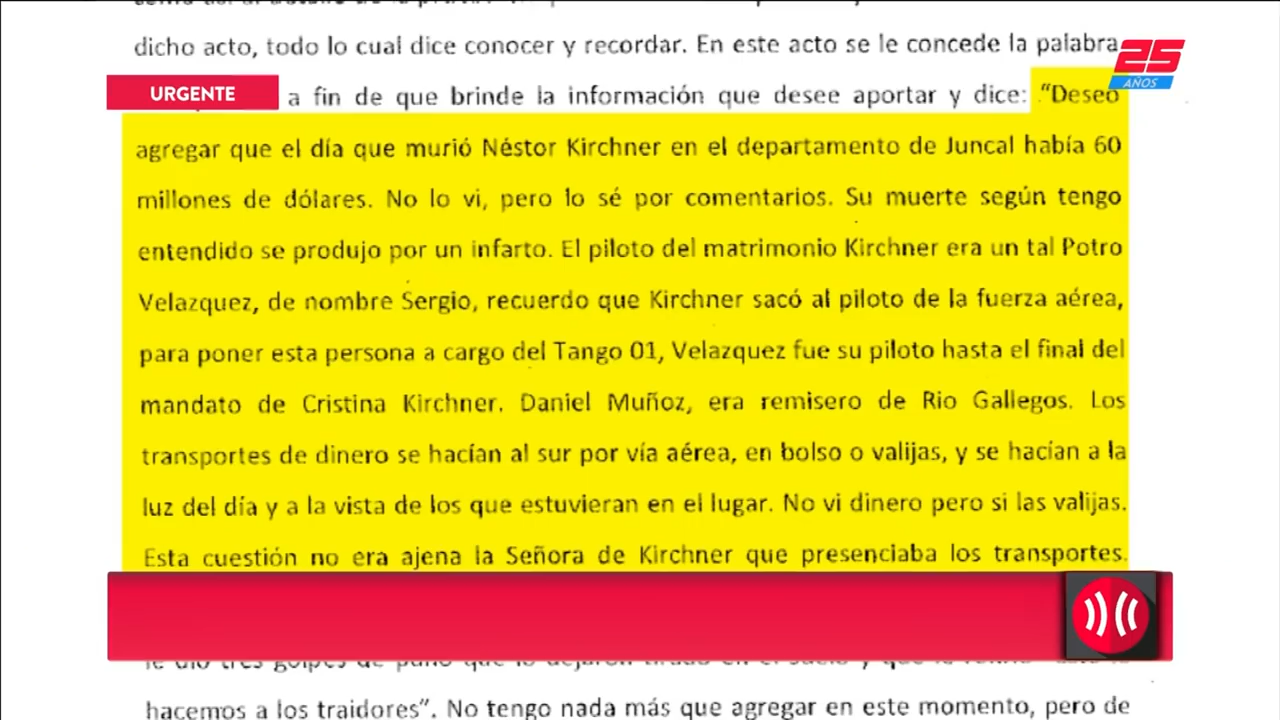 dicho acto, todo lo cual dice conocer y recordar. En este acto se le concede la palabra
25
AÑOS
URGENTE
a fin de que brinde la información que desee aportar y dice: “Deseo
agregar que el día que murió Néstor Kirchner en el departamento de Juncal había 60
millones de dólares. No lo vi, pero lo sé por comentarios. Su muerte según tengo
entendido se produjo por un infarto. El piloto del matrimonio Kirchner era un tal Potro
Velazquez, de nombre Sergio, recuerdo que Kirchner sacó al piloto de la fuerza aérea,
para poner esta persona a cargo del Tango 01, Velazquez fue su piloto hasta el final del
mandato de Cristina Kirchner. Daniel Muñoz, era remisero de Rio Gallegos. Los
transportes de dinero se hacían al sur por vía aérea, en bolso o valijas, y se hacían a la
luz del día y a la vista de los que estuvieran en el lugar. No vi dinero pero si las valijas.
Esta cuestión no era ajena la Señora de Kirchner que presenciaba los transportes.
hacemos a los traidores”. No tengo nada más que agregar en este momento, pero de